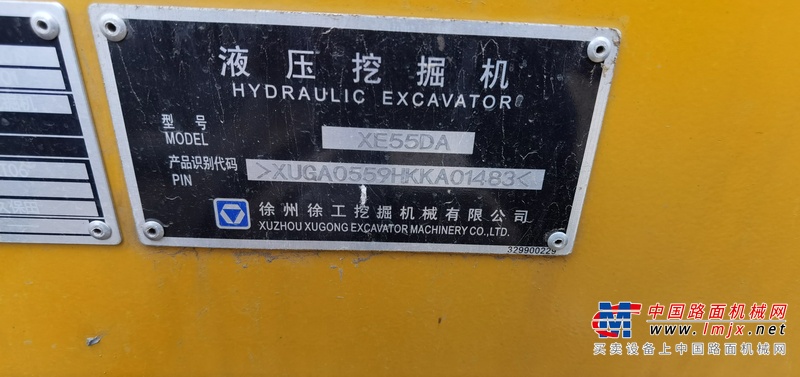 液压挖掘机
HYDRAULIC EXCAVATOR
型号
MODEL
XE55DA
产品识别代码
PIN
>XUGA0559HKKA01483<
徐州徐工挖掘机械有限公司
XUZHOU XUGONG EXCAVATOR MACHINERY CO.,LTD.
329900229
中国路面机械网
www.lmjx.net
买卖设备上中国路面机械网